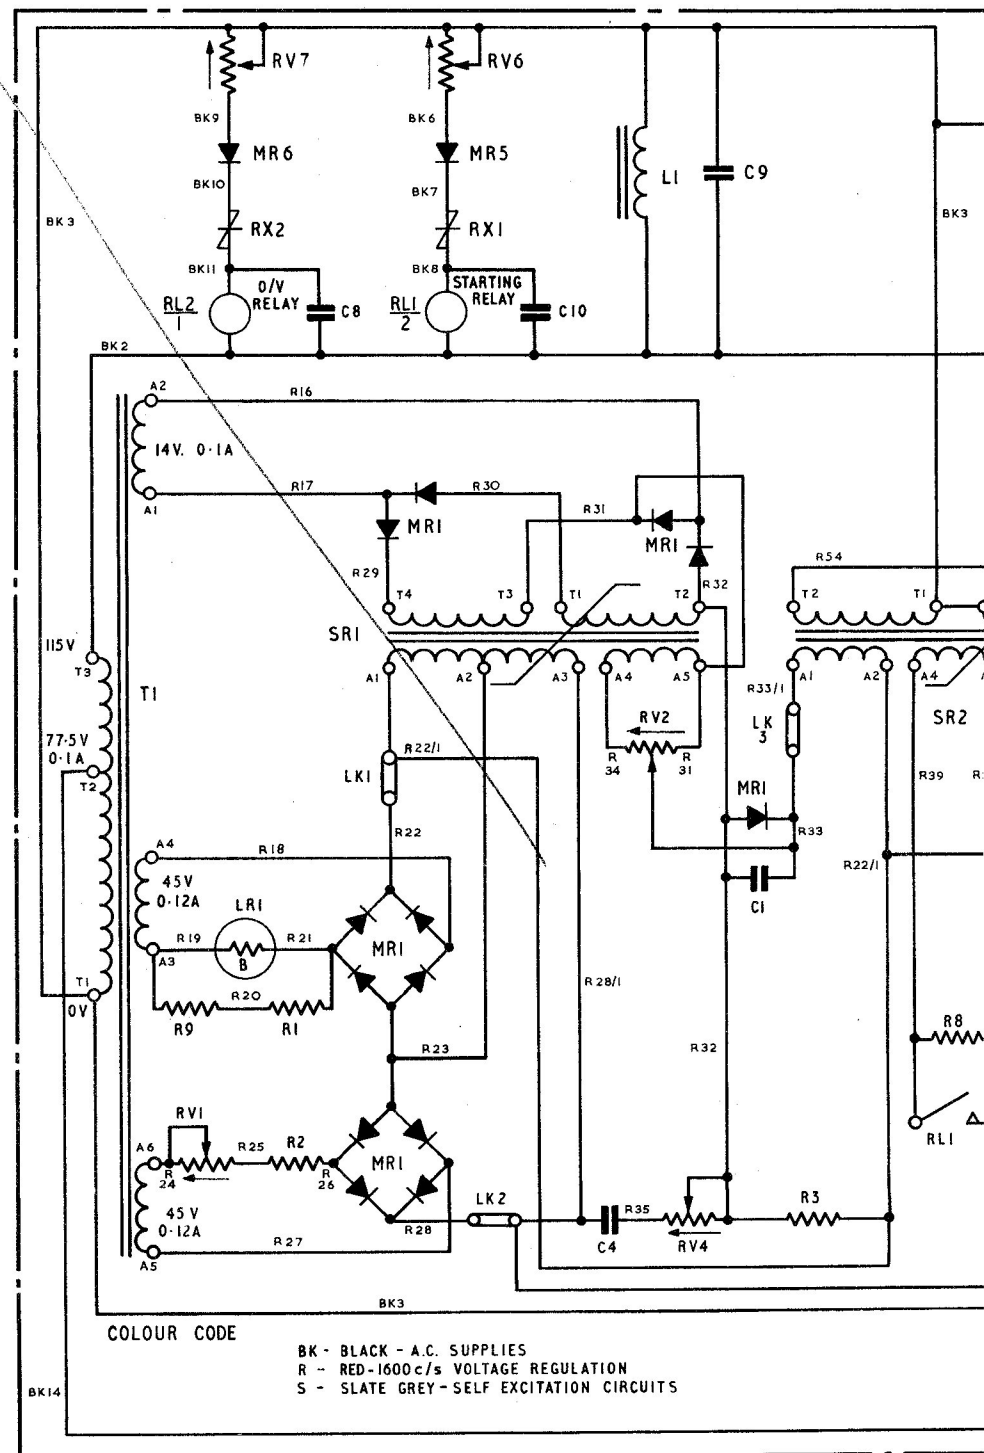 RV7
RV6
BK9
BK6
MR6
MR5
BK10
BK7
L1
C9
BK3
BK3
RX2
RX1
BK11
O/V RELAY
BK8
STARTING RELAY
RL2/1
C8
RL1/2
C10
BK2
A2
R16
14V. 0·1A
A1
R17
R30
R31
MR1
MR1
R54
R29
R32
T4
T3
T1
T2
T2
T1
SR1
115V
T3
A1
A2
A3
A4
A5
A1
A2
A4
R33/1
T1
RV2
LK 3
SR2
77·5V 0·1A
R22/1
R 34
R 31
T2
LK1
R39
MR1
R22
R33
A4
R18
R22/1
45V 0·12A
C1
LR1
R19
R21
MR1
A3
B
T1
R28/1
0V
R20
R9
R1
R8
R23
R32
RV1
A6
R25
R2
MR1
RL1
R 24
R 26
LK2
R3
45V 0·12A
R28
R35
R27
C4
RV4
A5
BK3
COLOUR CODE
BK - BLACK - A.C. SUPPLIES
R - RED-1600c/s VOLTAGE REGULATION
S - SLATE GREY-SELF EXCITATION CIRCUITS
BK14